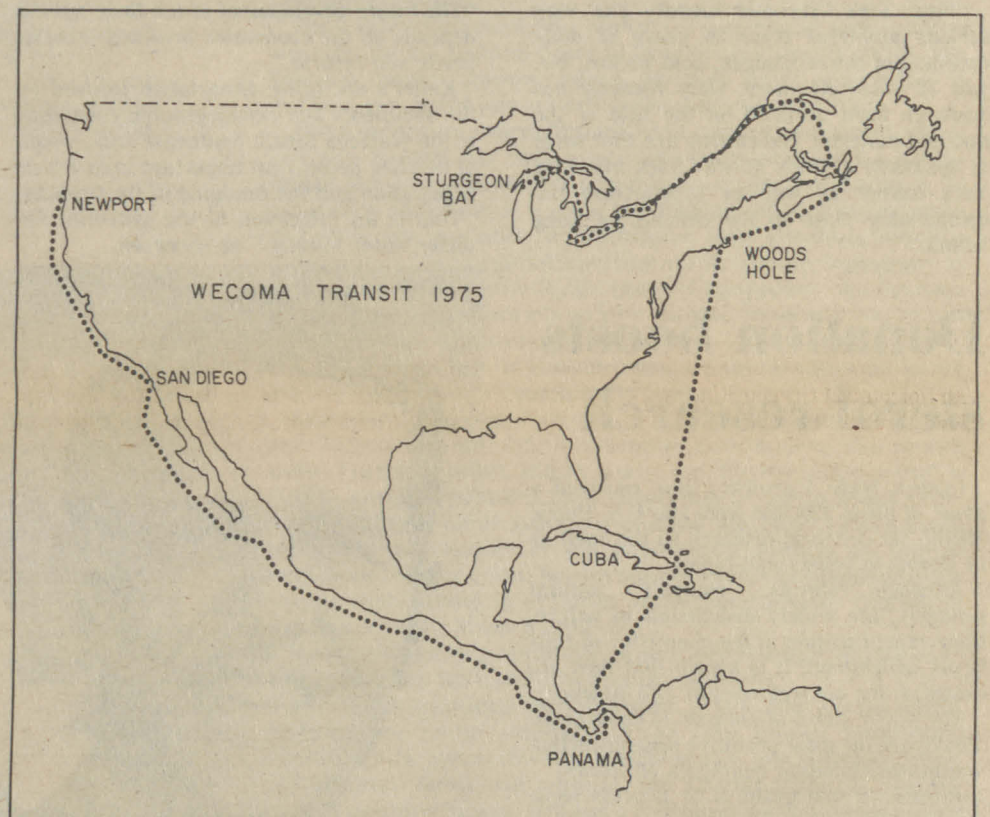 STURGEON
BAY
NEWPORT
WOODS
HOLE
WECOMA TRANSIT 1975
SAN DIEGO
CUBA
PANAMA